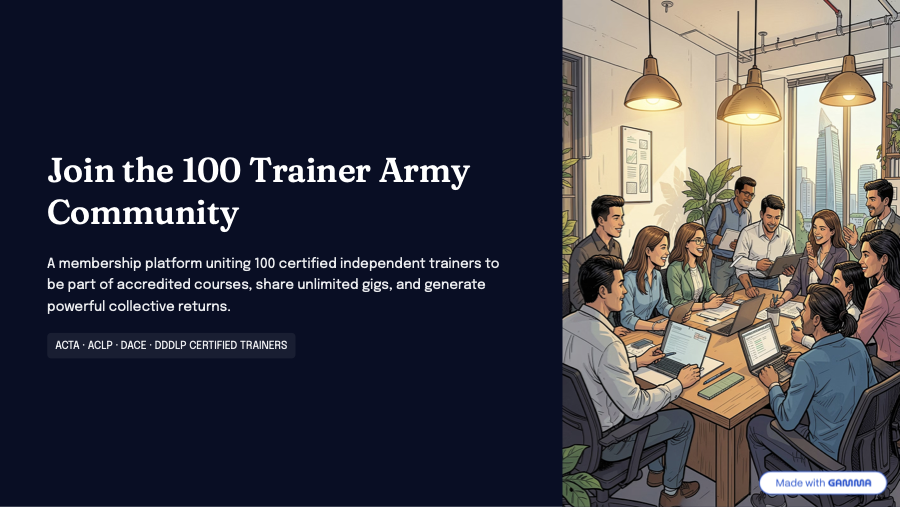 Join the 100 Trainer Army
Community
A membership platform uniting 100 certified independent trainers to
be part of accredited courses, share unlimited gigs, and generate
powerful collective returns.
ACTA · ACLP · DACE · DDDLP CERTIFIED TRAINERS
Made with GAMMA